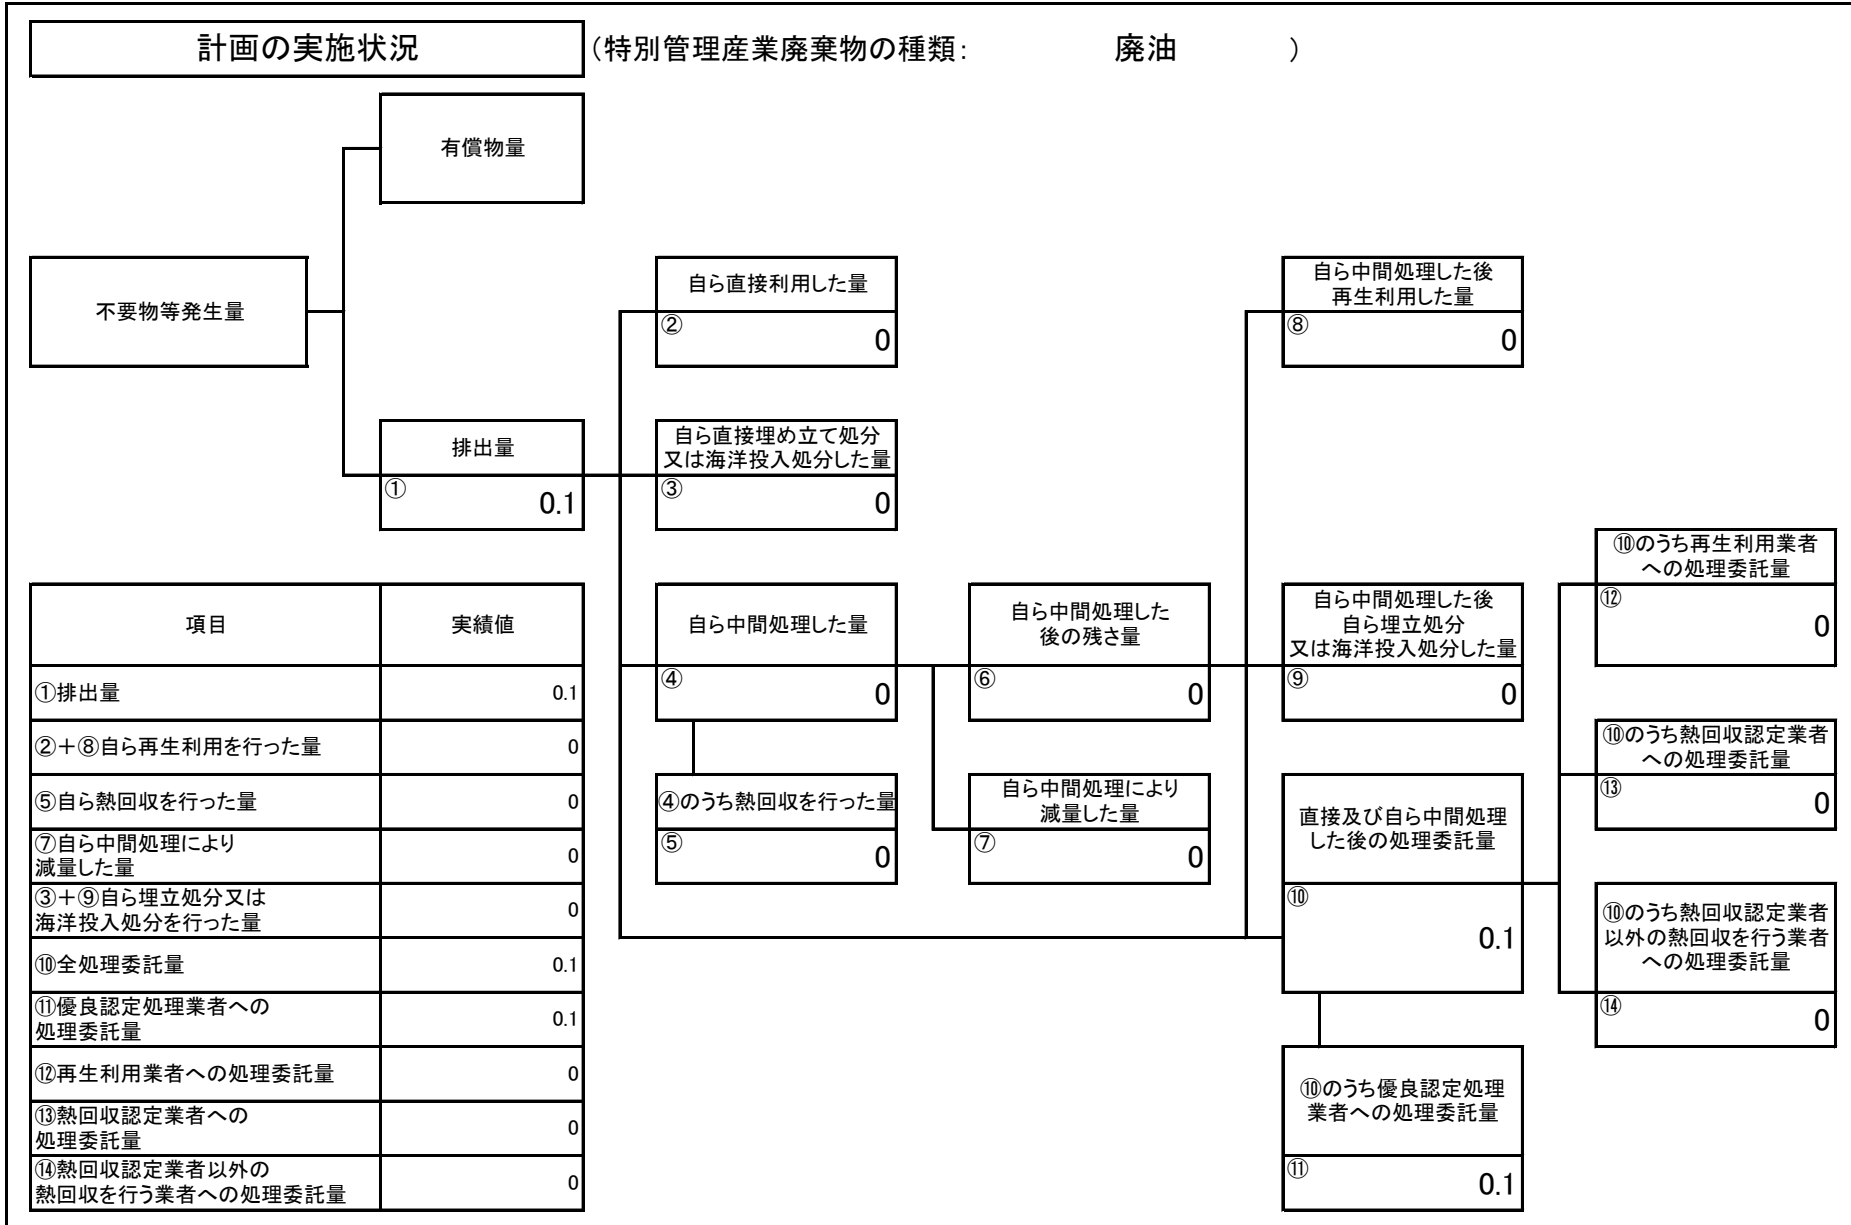 計画の実施状況
（特別管理産業廃棄物の種類： 廃油 ）
有償物量
不要物等発生量
自ら直接利用した量
② 0
自ら中間処理した後
再生利用した量
⑧ 0
排出量
① 0.1
自ら直接埋め立て処分
又は海洋投入処分した量
③ 0
⑩のうち再生利用業者
への処理委託量
⑫ 0
自ら中間処理した量
④ 0
自ら中間処理した
後の残さ量
⑥ 0
自ら中間処理した後
自ら埋立処分
又は海洋投入処分した量
⑨ 0
⑩のうち熱回収認定業者
への処理委託量
⑬ 0
④のうち熱回収を行った量
⑤ 0
自ら中間処理により
減量した量
⑦ 0
直接及び自ら中間処理
した後の処理委託量
⑩ 0.1
⑩のうち熱回収認定業者
以外の熱回収を行う業者
への処理委託量
⑭ 0
⑩のうち優良認定処理
業者への処理委託量
⑪ 0.1
項目 実績値
①排出量 0.1
②＋⑧自ら再生利用を行った量 0
⑤自ら熱回収を行った量 0
⑦自ら中間処理により
減量した量 0
③＋⑨自ら埋立処分又は
海洋投入処分を行った量 0
⑩全処理委託量 0.1
⑪優良認定処理業者への
処理委託量 0.1
⑫再生利用業者への処理委託量 0
⑬熱回収認定業者への
処理委託量 0
⑭熱回収認定業者以外の
熱回収を行う業者への処理委託量 0